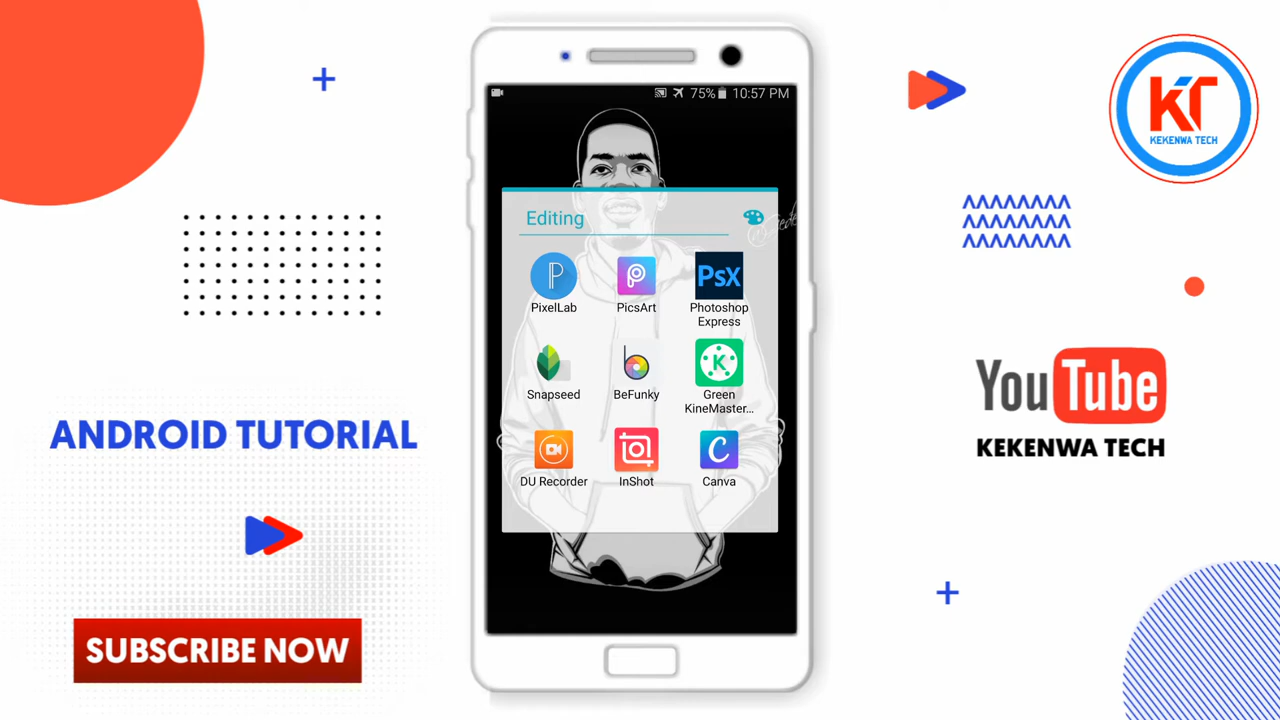 75% 10:57 PM
Editing
PixelLab
PicsArt
PsX
Photoshop
Express
Snapseed
BeFunky
K
Green
KineMaster...
DU Recorder
InShot
Canva
ANDROID TUTORIAL
SUBSCRIBE NOW
KT
KEKENWA TECH
YouTube
KEKENWA TECH